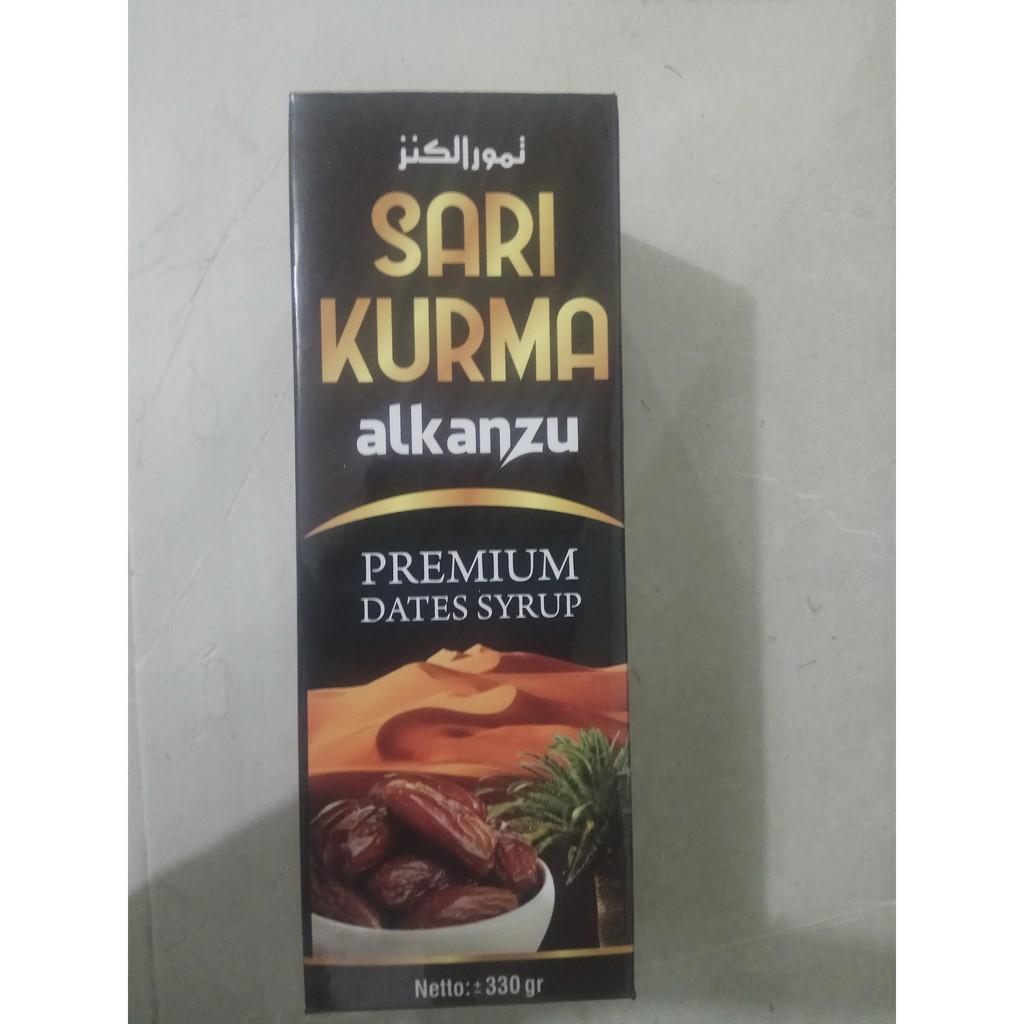 تمور الكنز
SARI
KURMA
alkanzu
PREMIUM
DATES SYRUP
Netto: ± 330 gr